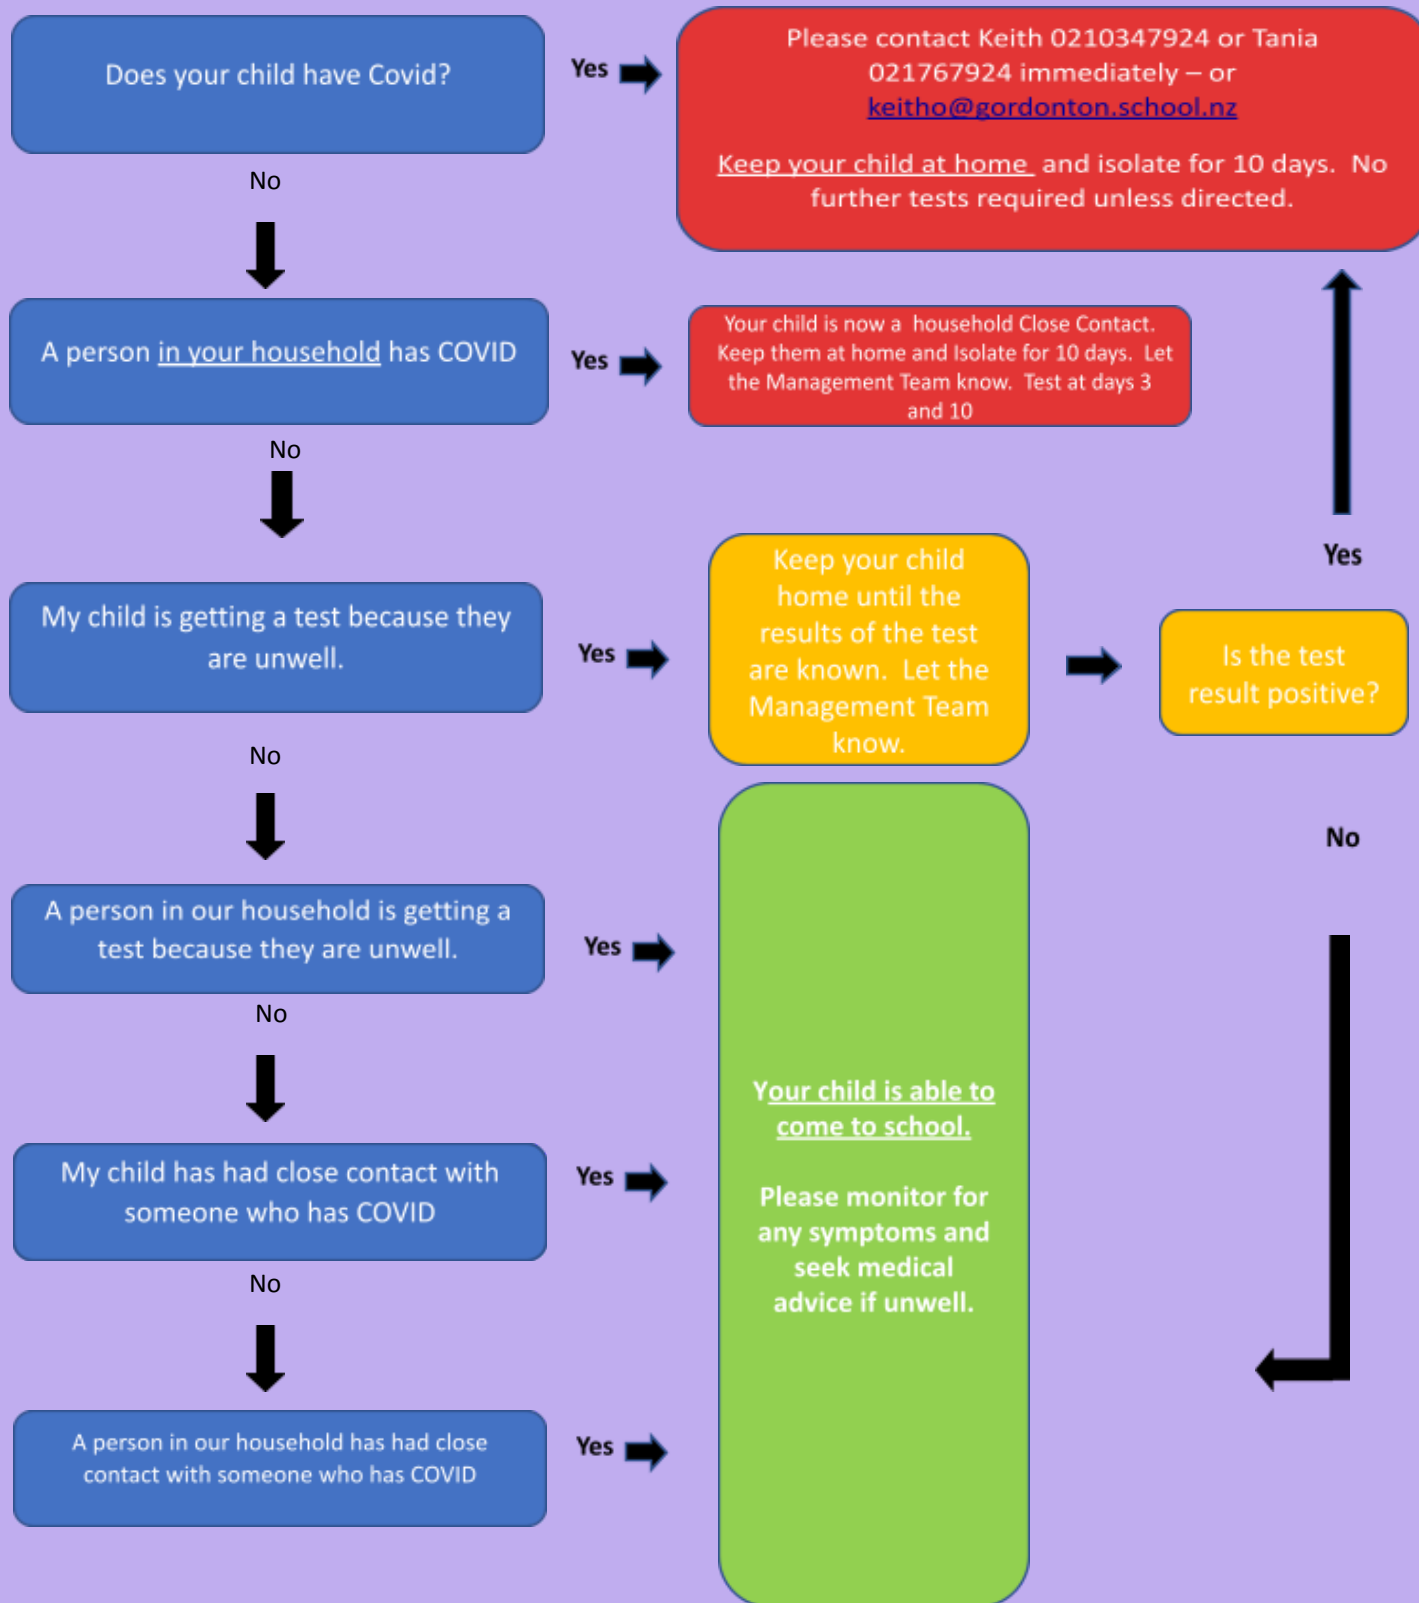 Does your child have Covid?
Yes
Please contact Keith 0210347924 or Tania
021767924 immediately – or
keitho@gordonton.school.nz
Keep your child at home  and isolate for 10 days.  No
further tests required unless directed.
No
A person in your household has COVID
Yes
Your child is now a  household Close Contact.
Keep them at home and Isolate for 10 days.  Let
the Management Team know.  Test at days 3
and 10
No
My child is getting a test because they
are unwell.
Yes
Keep your child
home until the
results of the test
are known.  Let the
Management Team
know.
Is the test
result positive?
Yes
No
No
A person in our household is getting a
test because they are unwell.
Yes
No
My child has had close contact with
someone who has COVID
Yes
No
A person in our household has had close
contact with someone who has COVID
Yes
Your child is able to
come to school.
Please monitor for
any symptoms and
seek medical
advice if unwell.